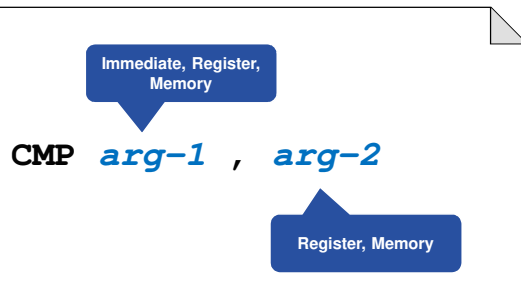 Immediate, Register,
Memory
CMP arg-1 , arg-2
Register, Memory